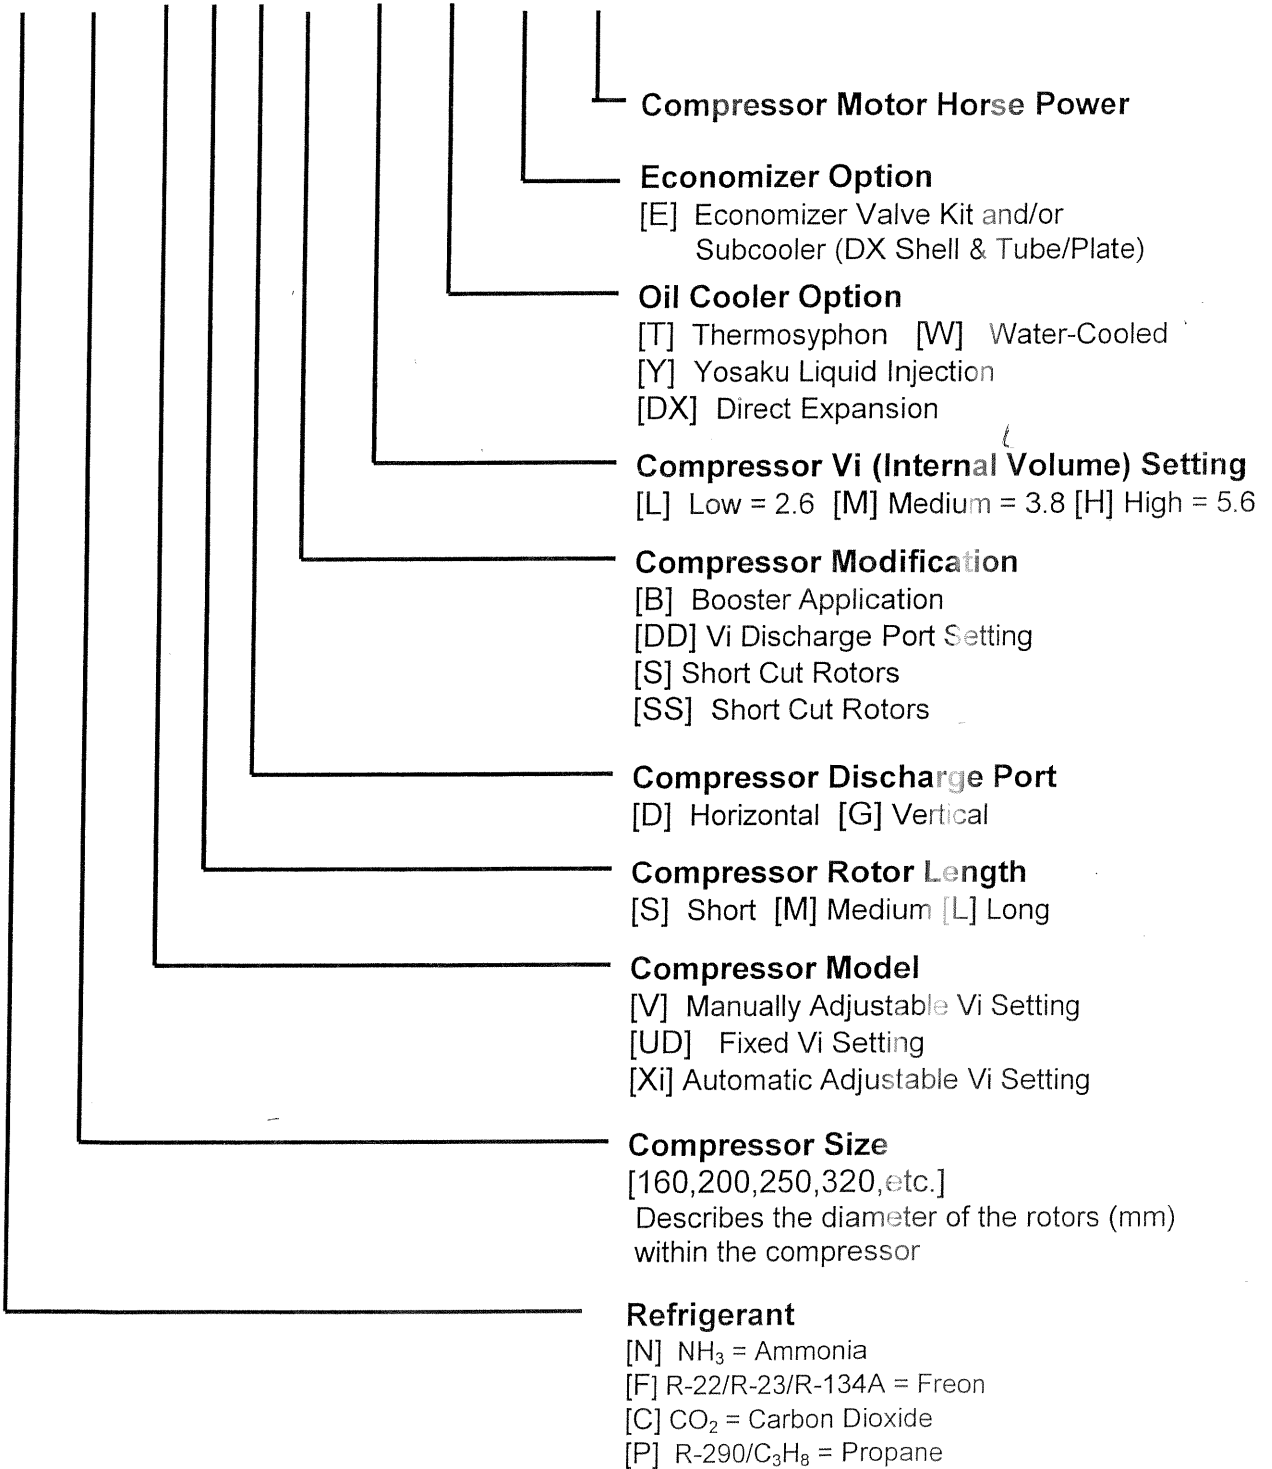 Compressor Motor Horse Power
Economizer Option
[E] Economizer Valve Kit and/or
Subcooler (DX Shell & Tube/Plate)
Oil Cooler Option
[T] Thermosyphon [W] Water-Cooled
[Y] Yosaku Liquid Injection
[DX] Direct Expansion
Compressor Vi (Internal Volume) Setting
[L] Low = 2.6 [M] Medium = 3.8 [H] High = 5.6
Compressor Modification
[B] Booster Application
[DD] Vi Discharge Port Setting
[S] Short Cut Rotors
[SS] Short Cut Rotors
Compressor Discharge Port
[D] Horizontal [G] Vertical
Compressor Rotor Length
[S] Short [M] Medium [L] Long
Compressor Model
[V] Manually Adjustable Vi Setting
[UD] Fixed Vi Setting
[Xi] Automatic Adjustable Vi Setting
Compressor Size
[160,200,250,320,etc.]
Describes the diameter of the rotors (mm)
within the compressor
Refrigerant
[N] NH₃ = Ammonia
[F] R-22/R-23/R-134A = Freon
[C] CO₂ = Carbon Dioxide
[P] R-290/C₃H₈ = Propane